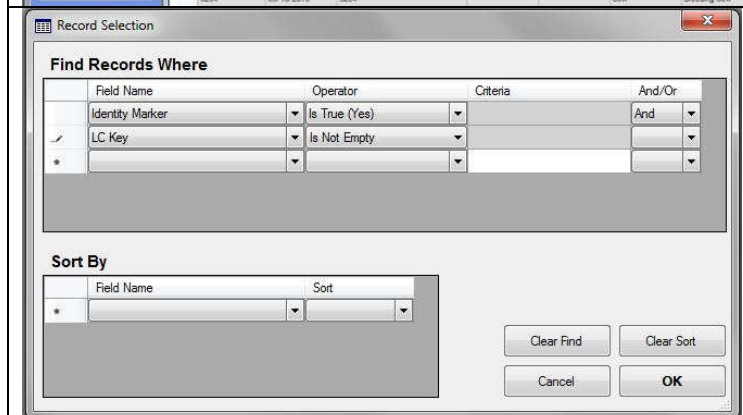 Record Selection
Find Records Where
Field Name Operator Criteria And/Or
Identity Marker Is True (Yes) And
LC Key Is Not Empty
Sort By
Field Name Sort
Clear Find Clear Sort
Cancel OK